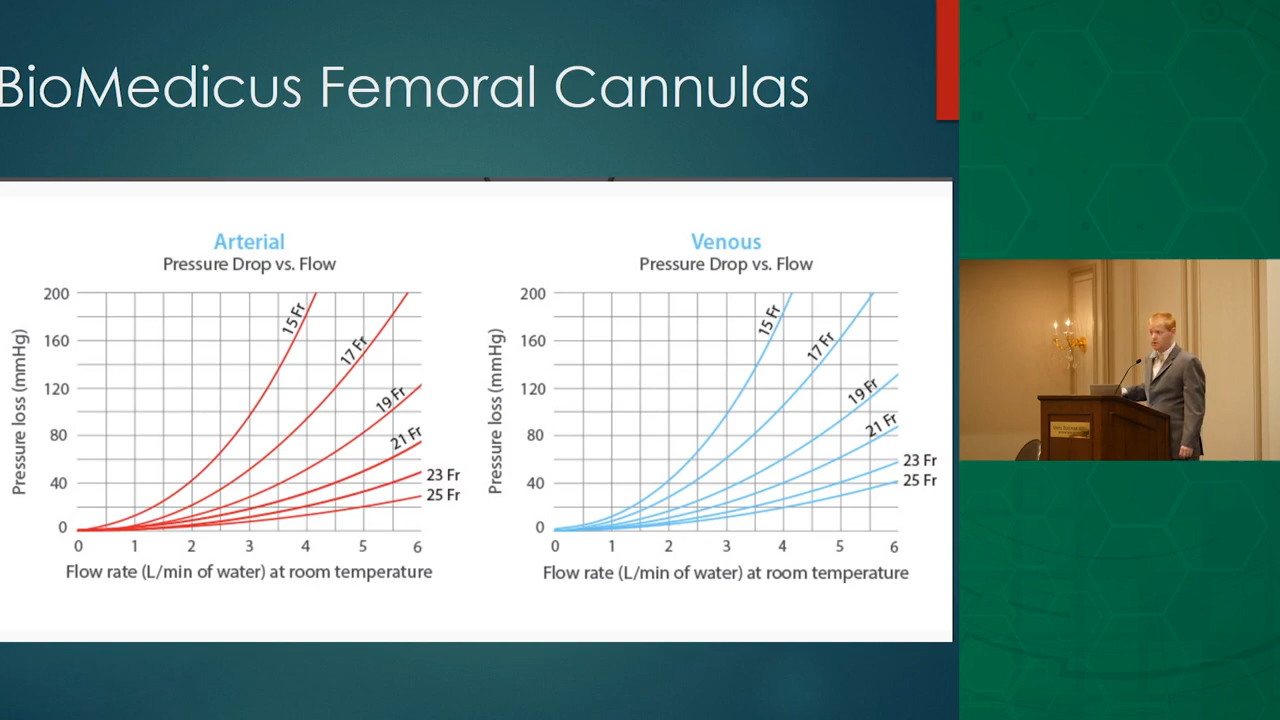 BioMedicus Femoral Cannulas
Arterial
Pressure Drop vs. Flow
Pressure loss (mmHg)
200
160
120
80
40
0
15 Fr
17 Fr
19 Fr
21 Fr
23 Fr
25 Fr
0 1 2 3 4 5 6
Flow rate (L/min of water) at room temperature
Venous
Pressure Drop vs. Flow
Pressure loss (mmHg)
200
160
120
80
40
0
15 Fr
17 Fr
19 Fr
21 Fr
23 Fr
25 Fr
0 1 2 3 4 5 6
Flow rate (L/min of water) at room temperature